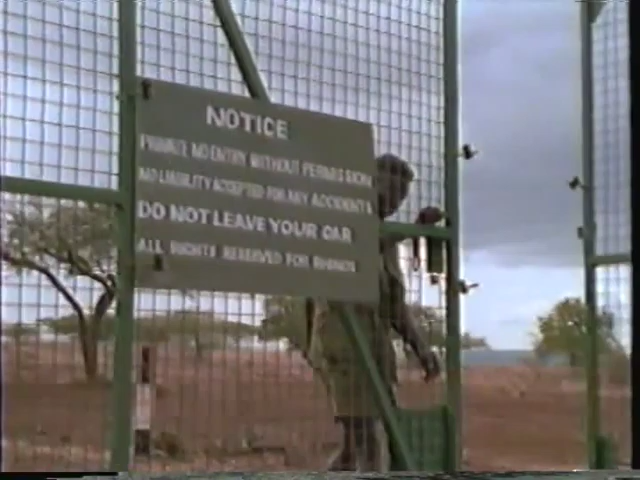 NOTICE
PRIVATE NO ENTRY WITHOUT PERMISSION
NO LIABILITY ACCEPTED FOR ANY ACCIDENTS
DO NOT LEAVE YOUR CAR
ALL RIGHTS RESERVED FOR RHINOS